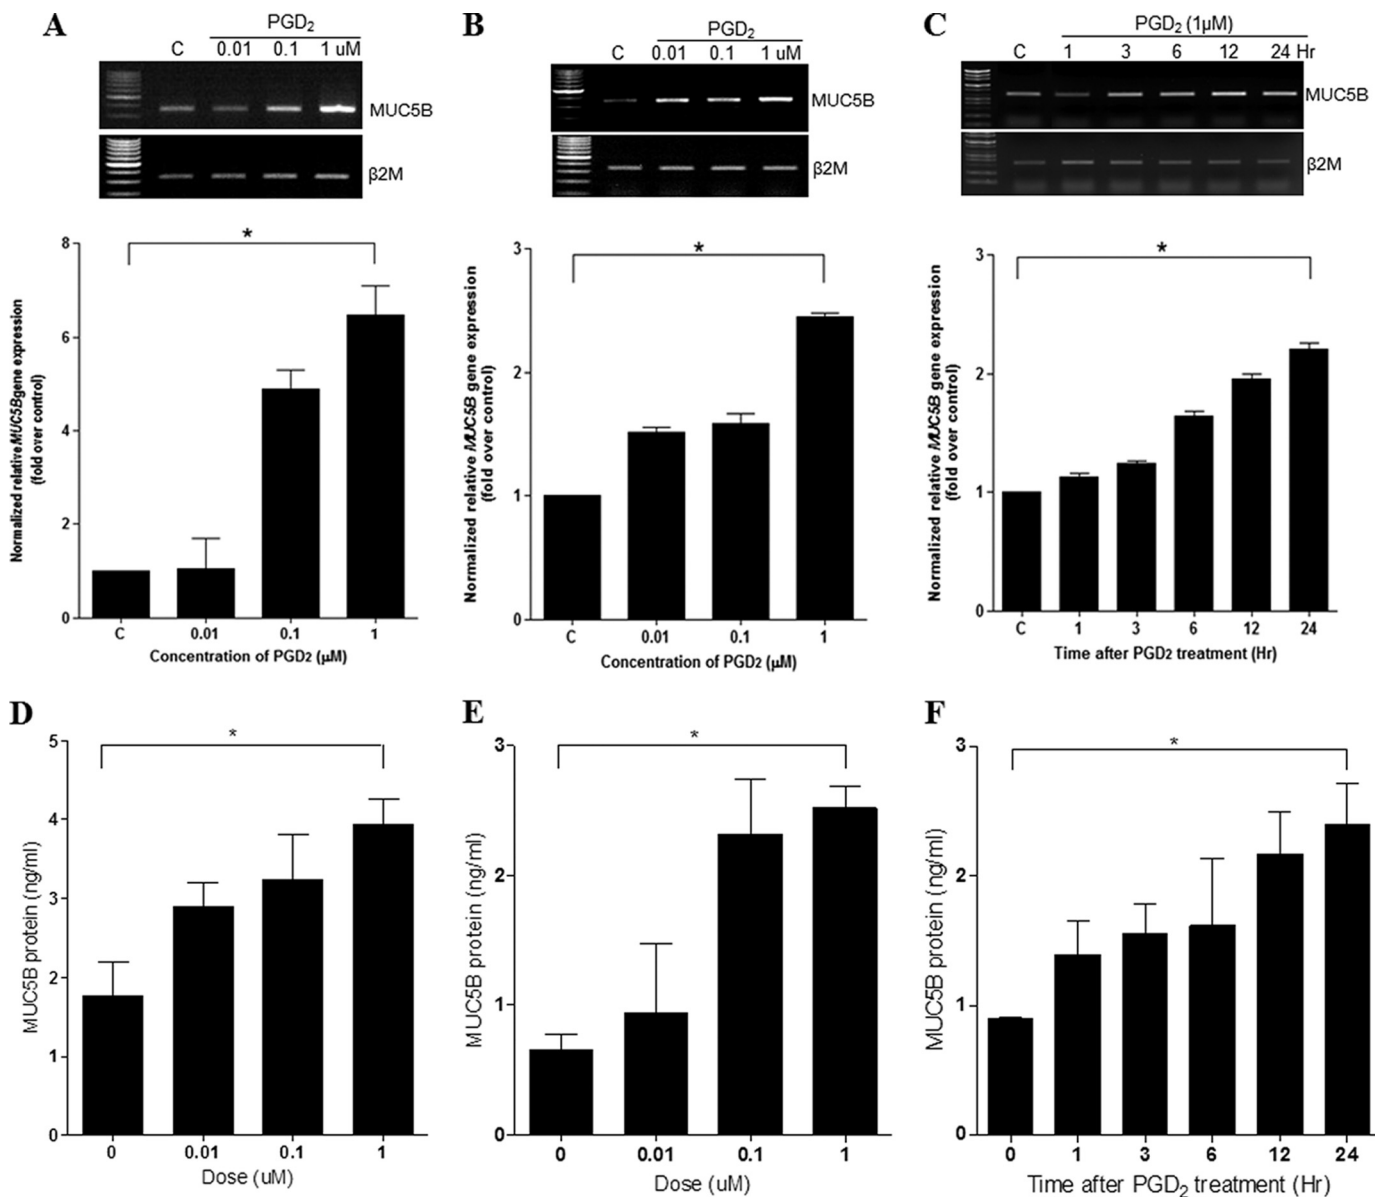 A
PGD2
C 0.01 0.1 1 uM
MUC5B
β2M
Normalized relative MUC5Bgene expression
(fold over control)
8
6
4
2
0
*
C 0.01 0.1 1
Concentration of PGD2 (μM)
B
PGD2
C 0.01 0.1 1 uM
MUC5B
β2M
Normalized relative MUC5B gene expression
(fold over control)
3
2
1
0
*
C 0.01 0.1 1
Concentration of PGD2 (μM)
C
PGD2 (1μM)
C 1 3 6 12 24 Hr
MUC5B
β2M
Normalized relative MUC5B gene expression
(fold over control)
3
2
1
0
*
C 1 3 6 12 24
Time after PGD2 treatment (Hr)
D
MUC5B protein (ng/ml)
5
4
3
2
1
0
*
0 0.01 0.1 1
Dose (uM)
E
MUC5B protein (ng/ml)
3
2
1
0
*
0 0.01 0.1 1
Dose (uM)
F
MUC5B protein (ng/ml)
3
2
1
0
*
0 1 3 6 12 24
Time after PGD2 treatment (Hr)